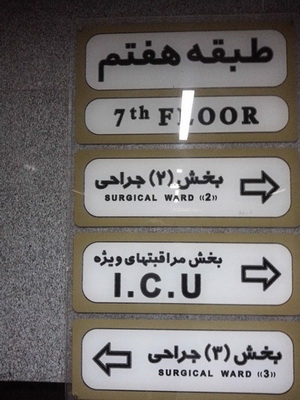 طبقه هفتم
7th FLOOR
بخش (۲) جراحی
SURGICAL WARD «2»
بخش مراقبتهای ویژه
I.C.U
بخش (۳) جراحی
SURGICAL WARD «3»